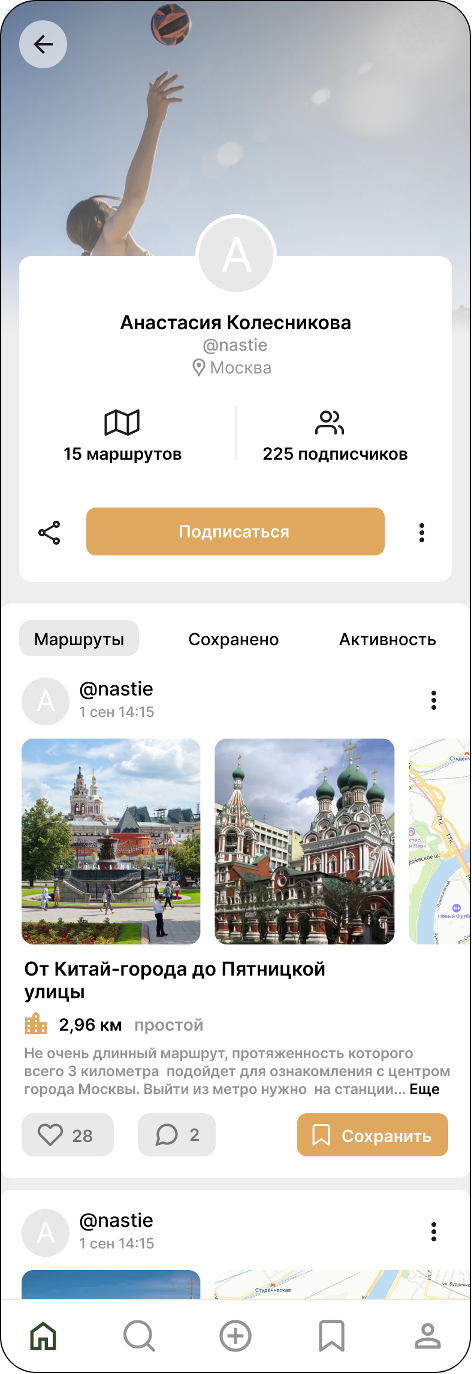 A
Анастасия Колесникова
@nastie
Москва
15 маршрутов
225 подписчиков
Подписаться
Маршруты
Сохранено
Активность
A
@nastie
1 сен 14:15
От Китай-города до Пятницкой
улицы
2,96 км простой
Не очень длинный маршрут, протяженность которого
всего 3 километра подойдет для ознакомления с центром
города Москвы. Выйти из метро нужно на станции... Еще
28
2
Сохранить
A
@nastie
1 сен 14:15
Студенческая